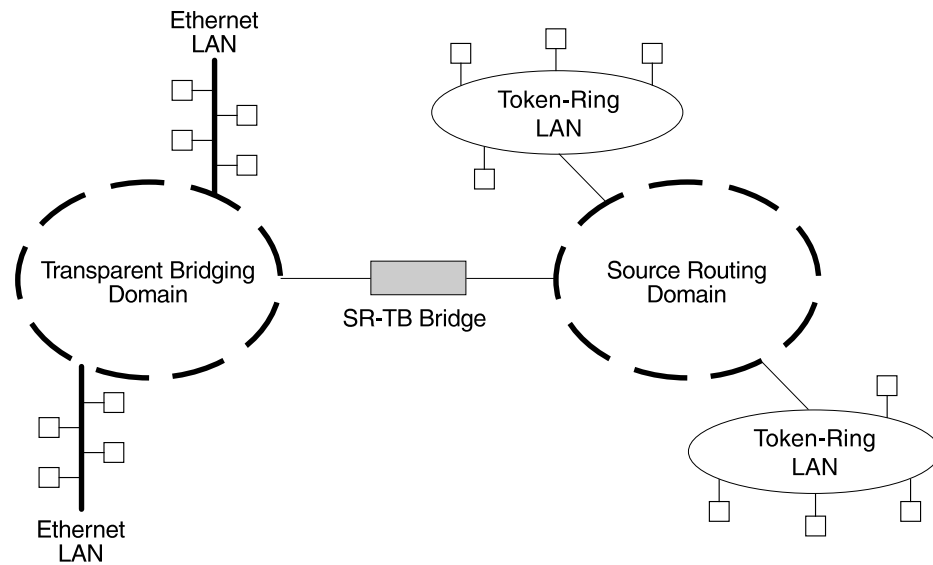 Ethernet
LAN
Token-Ring
LAN
Transparent Bridging
Domain
SR-TB Bridge
Source Routing
Domain
Token-Ring
LAN
Ethernet
LAN